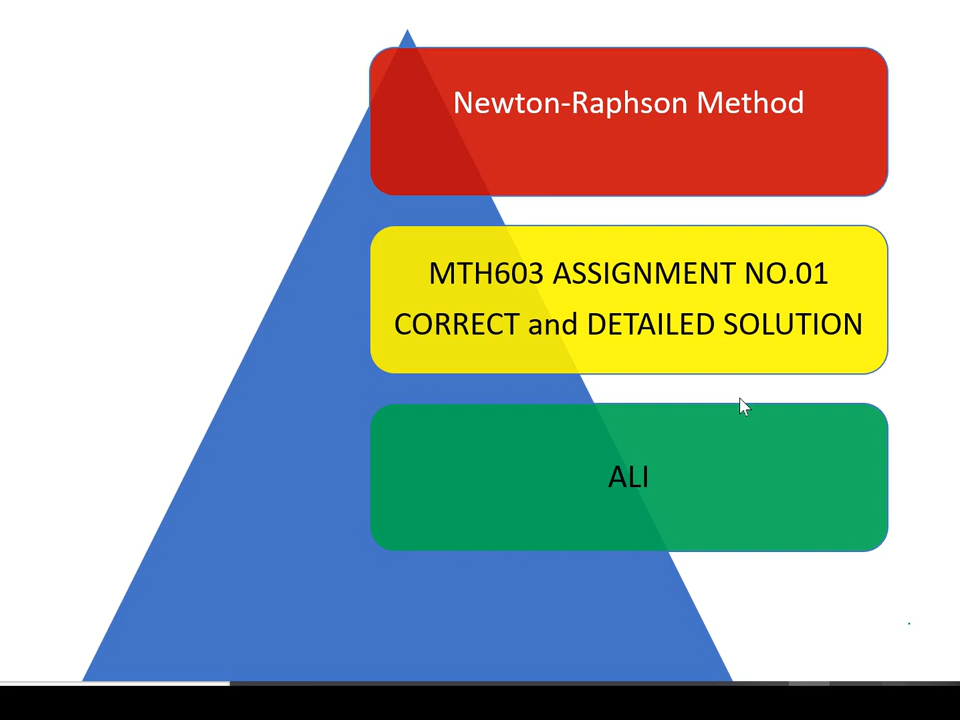 Newton-Raphson Method
MTH603 ASSIGNMENT NO.01
CORRECT and DETAILED SOLUTION
ALI